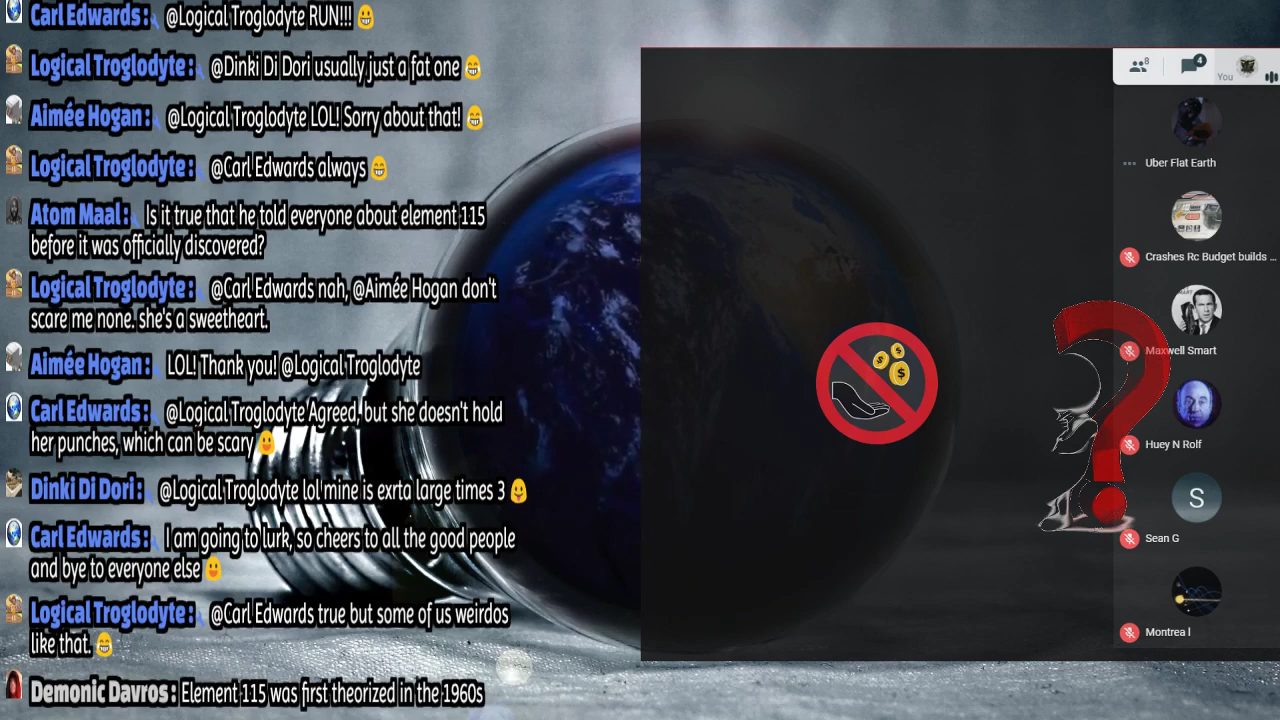 Carl Edwards: @Logical Troglodyte RUN!!! 😀
Logical Troglodyte: @Dinki Di Dori usually just a fat one 😁
Aimée Hogan: @Logical Troglodyte LOL! Sorry about that! 😁
Logical Troglodyte: @Carl Edwards always 😁
Atom Maal: Is it true that he told everyone about element 115
before it was officially discovered?
Logical Troglodyte: @Carl Edwards nah, @Aimée Hogan don't
scare me none. she's a sweetheart.
Aimée Hogan: LOL! Thank you! @Logical Troglodyte
Carl Edwards: @Logical Troglodyte Agreed, but she doesn't hold
her punches, which can be scary 😛
Dinki Di Dori: @Logical Troglodyte lol mine is exrta large times 3 😛
Carl Edwards: I am going to lurk, so cheers to all the good people
and bye to everyone else 😛
Logical Troglodyte: @Carl Edwards true but some of us weirdos
like that. 😁
Demonic Davros: Element 115 was first theorized in the 1960s
8
4
You
Uber Flat Earth
Crashes Rc Budget builds ...
Maxwell Smart
Huey N Rolf
S
Sean G
Montrea l
$ $ $
?